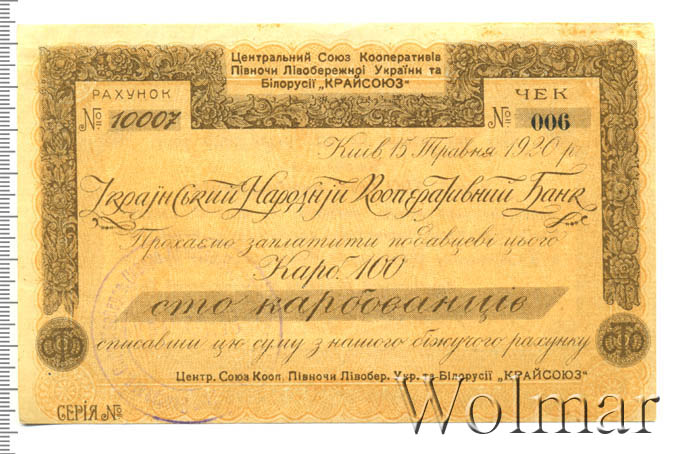 Центральний Союз Кооперативів
Півночи Лівобережної України та
Білорусії „КРАЙСОЮЗ"
РАХУНОК
№ 10007
ЧЕК
№ 006
Київ 15 Травня 1920 р.
Український Народній Кооперативний Банк
Прохаємо заплатити подавцеві цього
Карб. 100
сто карбованців
списавши цю суму з нашого біжучого рахунку
Центр. Союз Кооп. Півночи Лівобер. Укр. та Білорусії „КРАЙСОЮЗ"
СЕРІЯ №
Wolmar